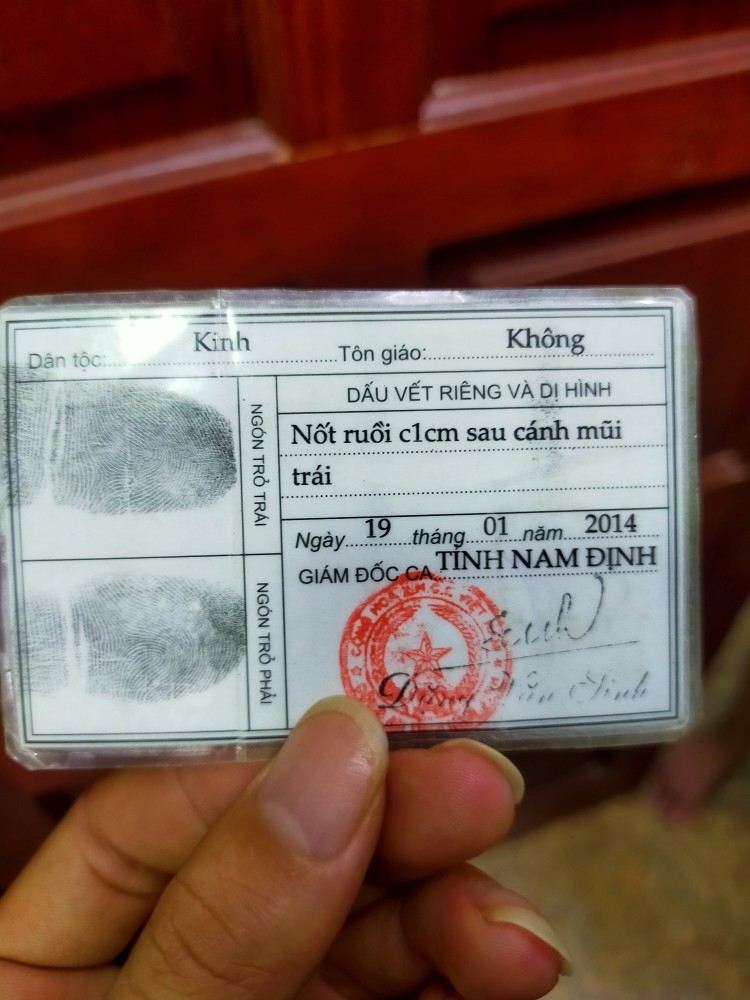 Dân tộc: Kinh Tôn giáo: Không
NGÓN TRỎ TRÁI
DẤU VẾT RIÊNG VÀ DỊ HÌNH
Nốt ruồi c1cm sau cánh mũi
trái
NGÓN TRỎ PHẢI
Ngày 19 tháng 01 năm 2014
GIÁM ĐỐC CA TỈNH NAM ĐỊNH